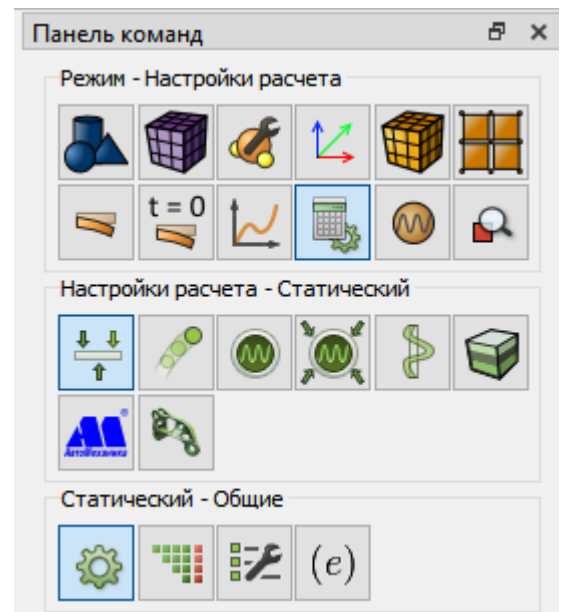 Панель команд
Режим - Настройки расчета
t = 0
Настройки расчета - Статический
АвтоМеханика
Статический - Общие
(e)